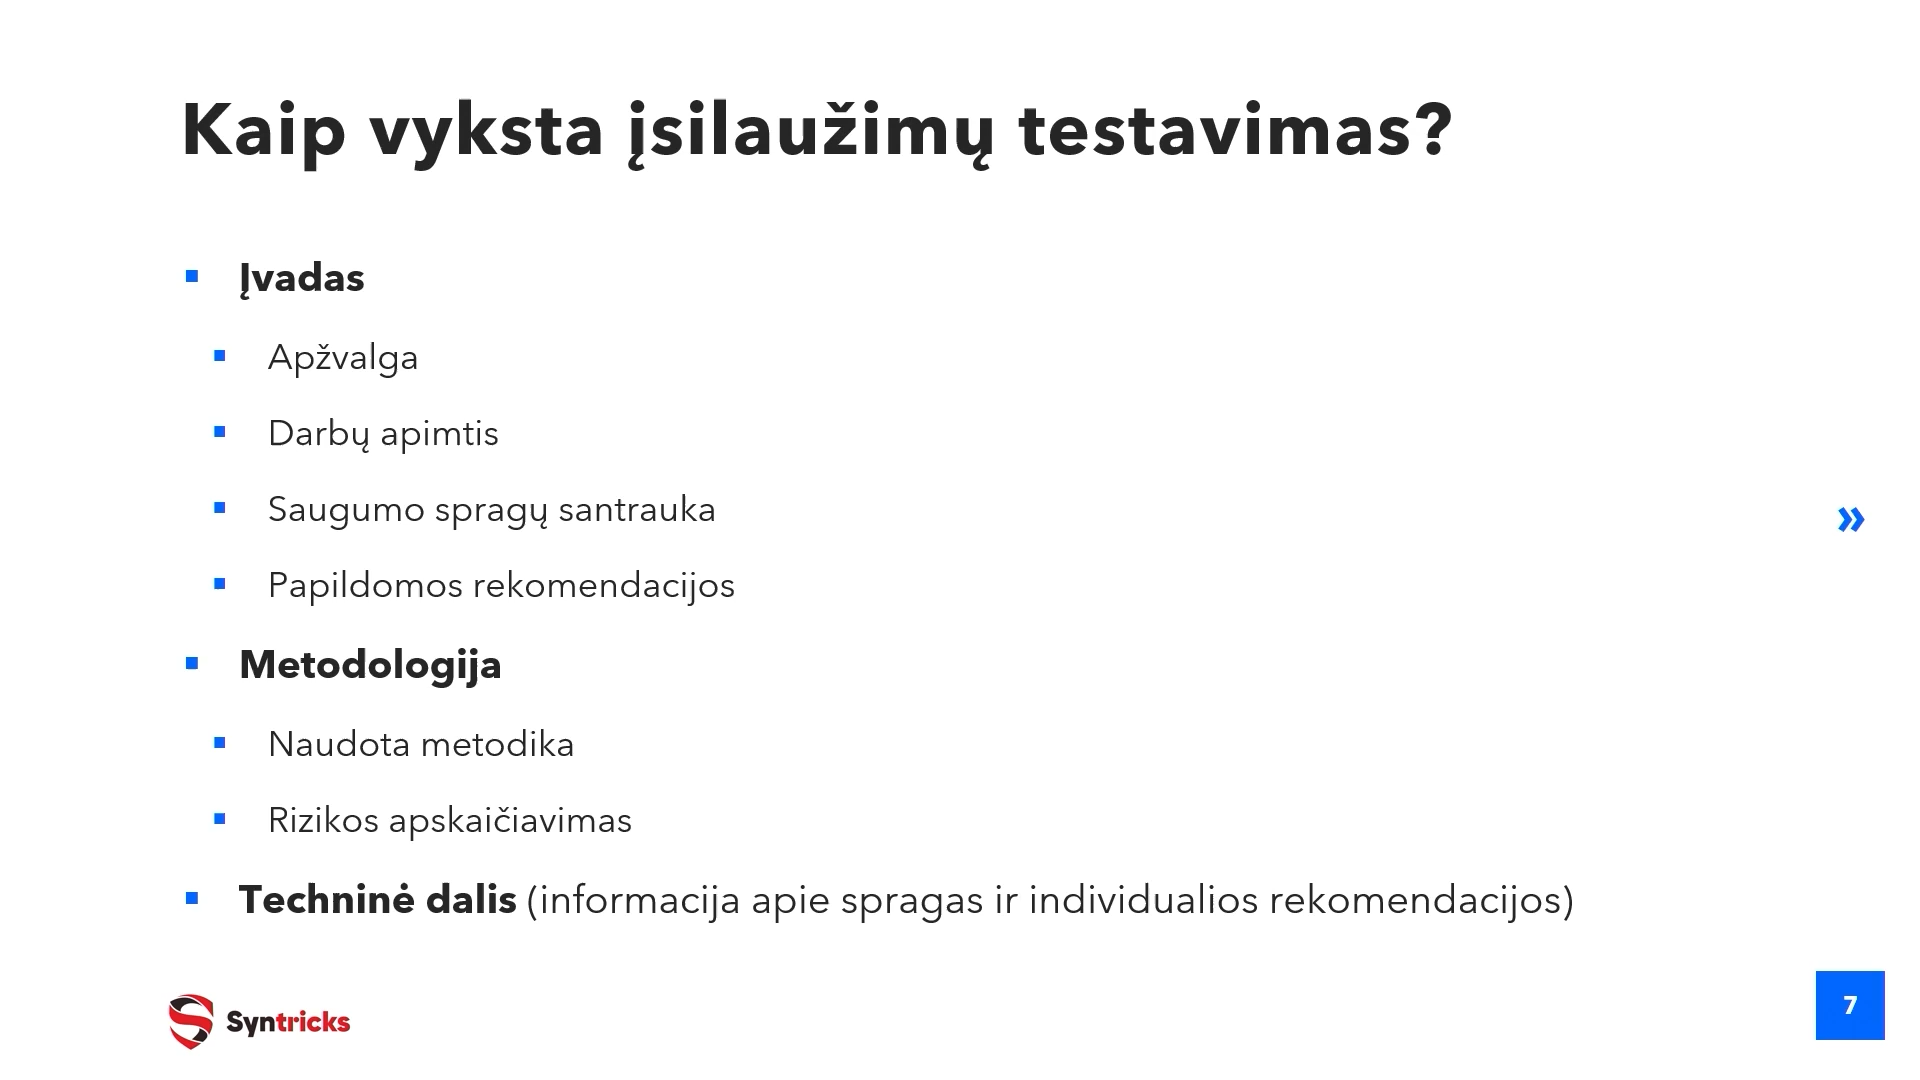 Kaip vyksta įsilaužimų testavimas?
Įvadas
Apžvalga
Darbų apimtis
Saugumo spragų santrauka
Papildomos rekomendacijos
Metodologija
Naudota metodika
Rizikos apskaičiavimas
Techninė dalis (informacija apie spragas ir individualios rekomendacijos)
»
Syntricks
7